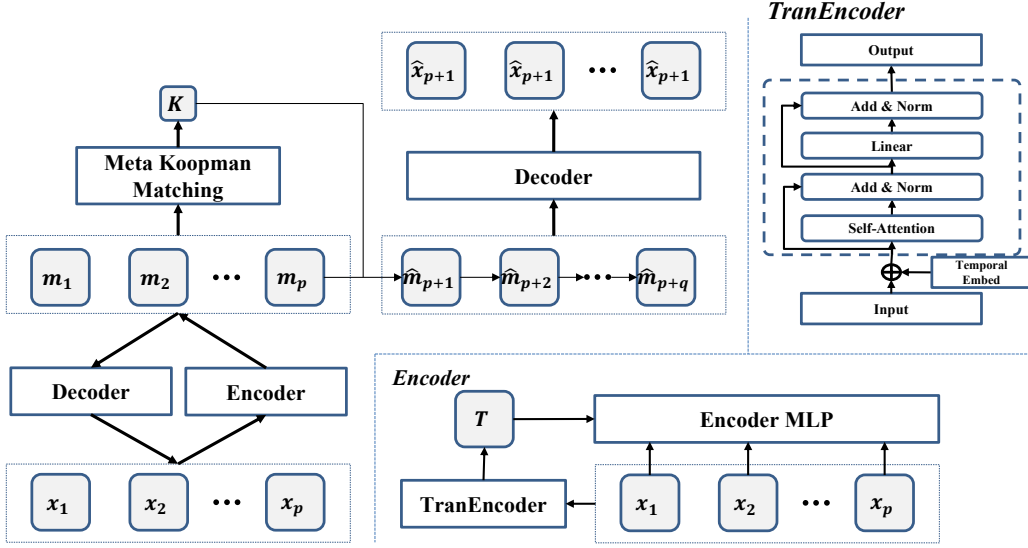 K
Meta Koopman
Matching
m₁ m₂ ... mₚ
Decoder Encoder
x₁ x₂ ... xₚ
x̂ₚ₊₁ x̂ₚ₊₁ ... x̂ₚ₊₁
Decoder
m̂ₚ₊₁ m̂ₚ₊₂ ... m̂ₚ₊q
TranEncoder
Output
Add & Norm
Linear
Add & Norm
Self-Attention
Temporal
Embed
Input
Encoder
T Encoder MLP
TranEncoder x₁ x₂ ... xₚ